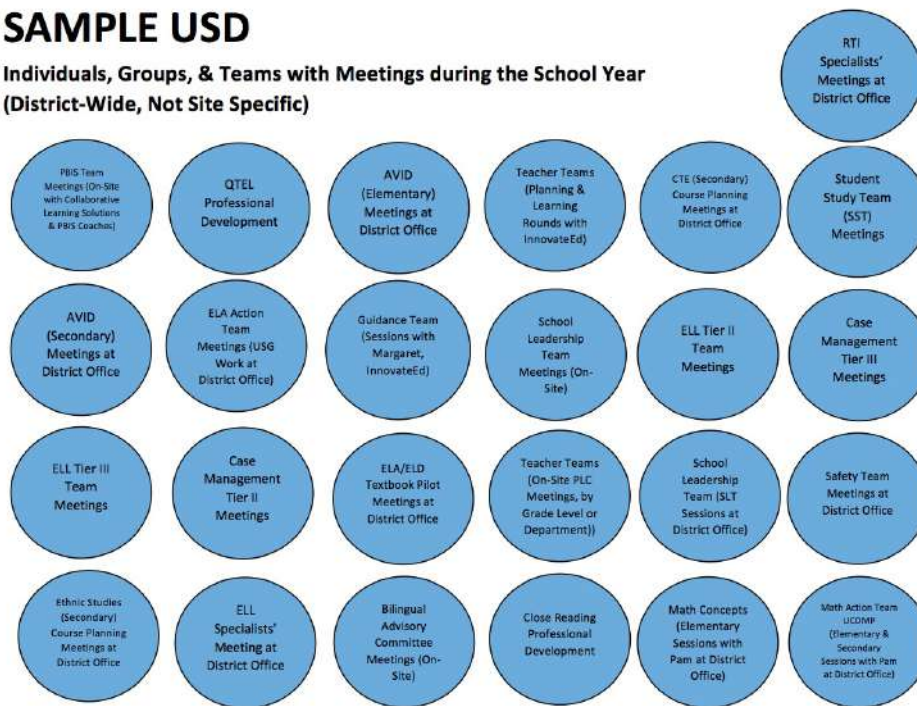 SAMPLE USD
Individuals, Groups, & Teams with Meetings during the School Year
(District-Wide, Not Site Specific)
RTI
Specialists'
Meetings at
District Office
PBIS Team
Meetings (On-Site
with Collaborative
Learning Solutions
& PBIS Coaches)
QTEL
Professional
Development
AVID
(Elementary)
Meetings at
District Office
Teacher Teams
(Planning &
Learning
Rounds with
InnovateEd)
CTE (Secondary)
Course Planning
Meetings at
District Office
Student
Study Team
(SST)
Meetings
AVID
(Secondary)
Meetings at
District Office
ELA Action
Team
Meetings (USG
Work at
District Office)
Guidance Team
(Sessions with
Margaret,
InnovateEd)
School
Leadership
Team
Meetings (On-
Site)
ELL Tier II
Team
Meetings
Case
Management
Tier III
Meetings
ELL Tier III
Team
Meetings
Case
Management
Tier II
Meetings
ELA/ELD
Textbook Pilot
Meetings at
District Office
Teacher Teams
(On-Site PLC
Meetings, by
Grade Level or
Department))
School
Leadership
Team (SLT
Sessions at
District Office)
Safety Team
Meetings at
District Office
Ethnic Studies
(Secondary)
Course Planning
Meetings at
District Office
ELL
Specialists'
Meeting at
District Office
Bilingual
Advisory
Committee
Meetings (On-
Site)
Close Reading
Professional
Development
Math Concepts
(Elementary
Sessions with
Pam at District
Office)
Math Action Team
UCDMP
(Elementary &
Secondary
Sessions with Pam
at District Office)